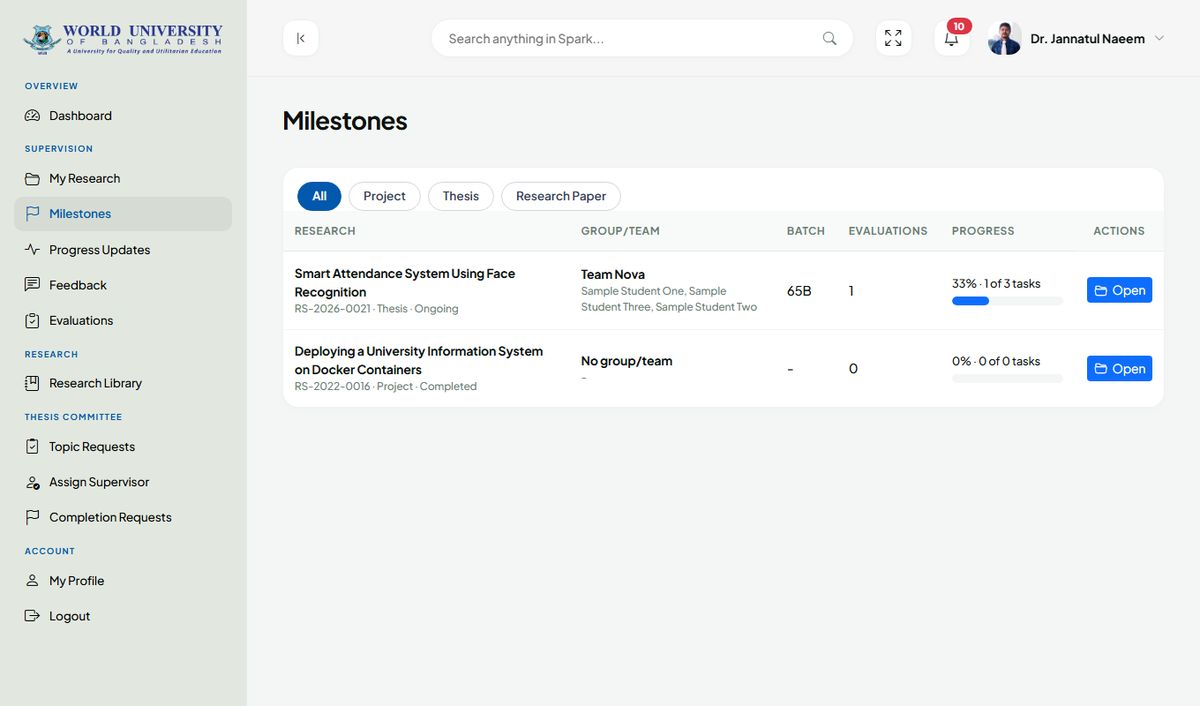 WORLD UNIVERSITY
OF BANGLADESH
A University for Quality and Utilitarian Education
OVERVIEW
Dashboard
SUPERVISION
My Research
Milestones
Progress Updates
Feedback
Evaluations
RESEARCH
Research Library
THESIS COMMITTEE
Topic Requests
Assign Supervisor
Completion Requests
ACCOUNT
My Profile
Logout
Search anything in Spark...
10
Dr. Jannatul Naeem
Milestones
All Project Thesis Research Paper
RESEARCH GROUP/TEAM BATCH EVALUATIONS PROGRESS ACTIONS
Smart Attendance System Using Face
Recognition
RS-2026-0021 · Thesis · Ongoing
Team Nova
Sample Student One, Sample
Student Three, Sample Student Two
65B
1
33% · 1 of 3 tasks
Open
Deploying a University Information System
on Docker Containers
RS-2022-0016 · Project · Completed
No group/team
-
-
0
0% · 0 of 0 tasks
Open